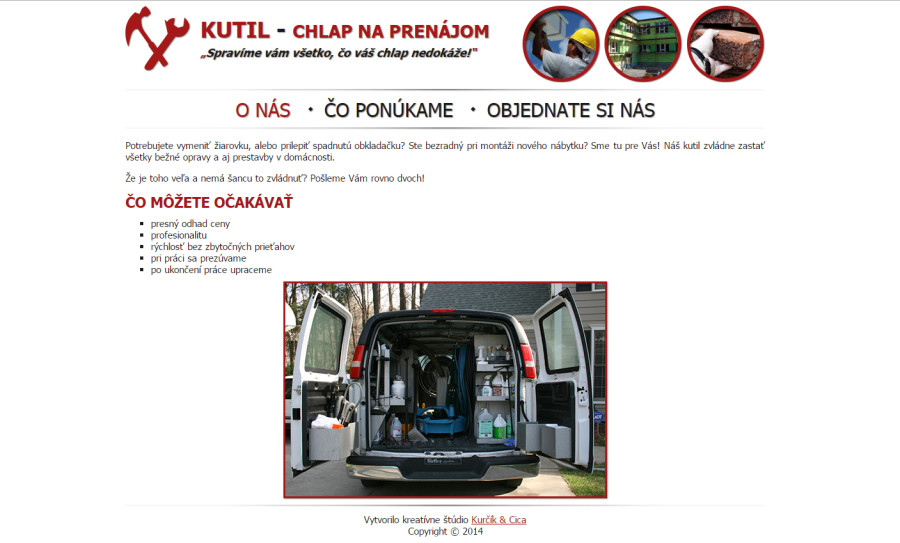 KUTIL - CHLAP NA PRENÁJOM
„Spravíme vám všetko, čo váš chlap nedokáže!"
O NÁS • ČO PONÚKAME • OBJEDNATE SI NÁS
Potrebujete vymeniť žiarovku, alebo prilepiť spadnutú obkladačku? Ste bezradný pri montáži nového nábytku? Sme tu pre Vás! Náš kutil zvládne zastať
všetky bežné opravy a aj prestavby v domácnosti.
Že je toho veľa a nemá šancu to zvládnuť? Pošleme Vám rovno dvoch!
ČO MÔŽETE OČAKÁVAŤ
▪ presný odhad ceny
▪ profesionalitu
▪ rýchlosť bez zbytočných prieťahov
▪ pri práci sa prezúvame
▪ po ukončení práce upraceme
Vytvorilo kreatívne štúdio Kurčík & Cica
Copyright © 2014